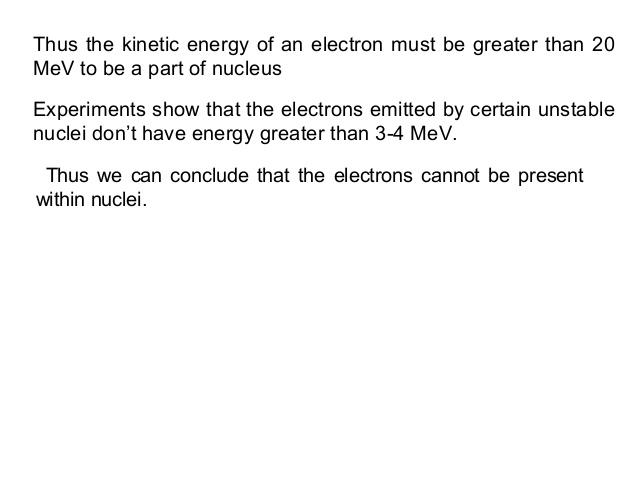 Thus the kinetic energy of an electron must be greater than 20
MeV to be a part of nucleus
Experiments show that the electrons emitted by certain unstable
nuclei don’t have energy greater than 3-4 MeV.
Thus we can conclude that the electrons cannot be present
within nuclei.